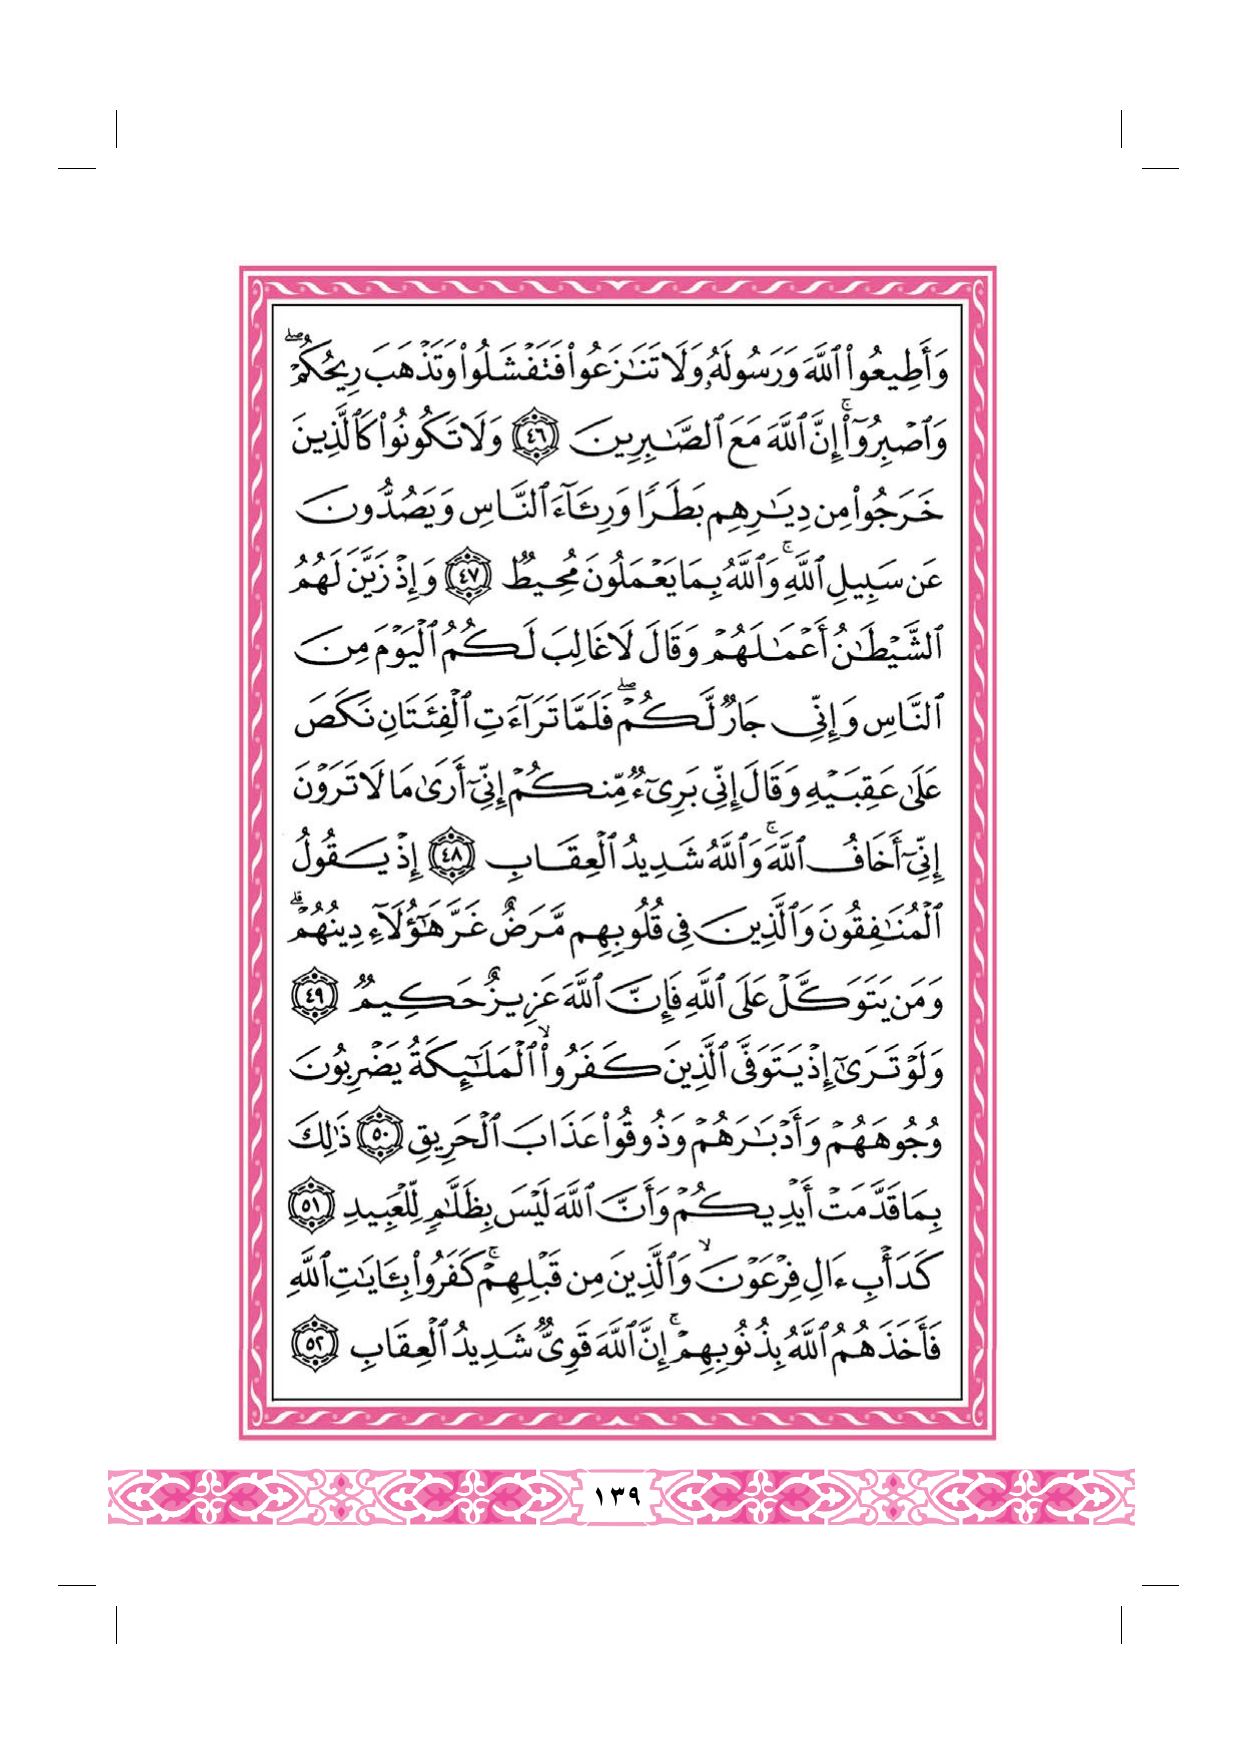 وَأَطِيعُوا۟ ٱللَّهَ وَرَسُولَهُۥ وَلَا تَنَـٰزَعُوا۟ فَتَفْشَلُوا۟ وَتَذْهَبَ رِيحُكُمْ ۖ
وَٱصْبِرُوٓا۟ ۚ إِنَّ ٱللَّهَ مَعَ ٱلصَّـٰبِرِينَ ٤٦ وَلَا تَكُونُوا۟ كَٱلَّذِينَ
خَرَجُوا۟ مِن دِيَـٰرِهِم بَطَرًا وَرِئَآءَ ٱلنَّاسِ وَيَصُدُّونَ
عَن سَبِيلِ ٱللَّهِ ۚ وَٱللَّهُ بِمَا يَعْمَلُونَ مُحِيطٌ ٤٧ وَإِذْ زَيَّنَ لَهُمُ
ٱلشَّيْطَـٰنُ أَعْمَـٰلَهُمْ وَقَالَ لَا غَالِبَ لَكُمُ ٱلْيَوْمَ مِنَ
ٱلنَّاسِ وَإِنِّى جَارٌ لَّكُمْ ۖ فَلَمَّا تَرَآءَتِ ٱلْفِئَتَانِ نَكَصَ
عَلَىٰ عَقِبَيْهِ وَقَالَ إِنِّى بَرِىٓءٌ مِّنكُمْ إِنِّىٓ أَرَىٰ مَا لَا تَرَوْنَ
إِنِّىٓ أَخَافُ ٱللَّهَ ۚ وَٱللَّهُ شَدِيدُ ٱلْعِقَابِ ٤٨ إِذْ يَقُولُ
ٱلْمُنَـٰفِقُونَ وَٱلَّذِينَ فِى قُلُوبِهِم مَّرَضٌ غَرَّ هَـٰٓؤُلَآءِ دِينُهُمْ ۗ
وَمَن يَتَوَكَّلْ عَلَى ٱللَّهِ فَإِنَّ ٱللَّهَ عَزِيزٌ حَكِيمٌ ٤٩
وَلَوْ تَرَىٰٓ إِذْ يَتَوَفَّى ٱلَّذِينَ كَفَرُوا۟ ۙ ٱلْمَلَـٰٓئِكَةُ يَضْرِبُونَ
وُجُوهَهُمْ وَأَدْبَـٰرَهُمْ وَذُوقُوا۟ عَذَابَ ٱلْحَرِيقِ ٥٠ ذَٰلِكَ
بِمَا قَدَّمَتْ أَيْدِيكُمْ وَأَنَّ ٱللَّهَ لَيْسَ بِظَلَّـٰمٍ لِّلْعَبِيدِ ٥١
كَدَأْبِ ءَالِ فِرْعَوْنَ ۙ وَٱلَّذِينَ مِن قَبْلِهِمْ ۚ كَفَرُوا۟ بِـَٔايَـٰتِ ٱللَّهِ
فَأَخَذَهُمُ ٱللَّهُ بِذُنُوبِهِمْ ۚ إِنَّ ٱللَّهَ قَوِىٌّ شَدِيدُ ٱلْعِقَابِ ٥٢
١٣٩